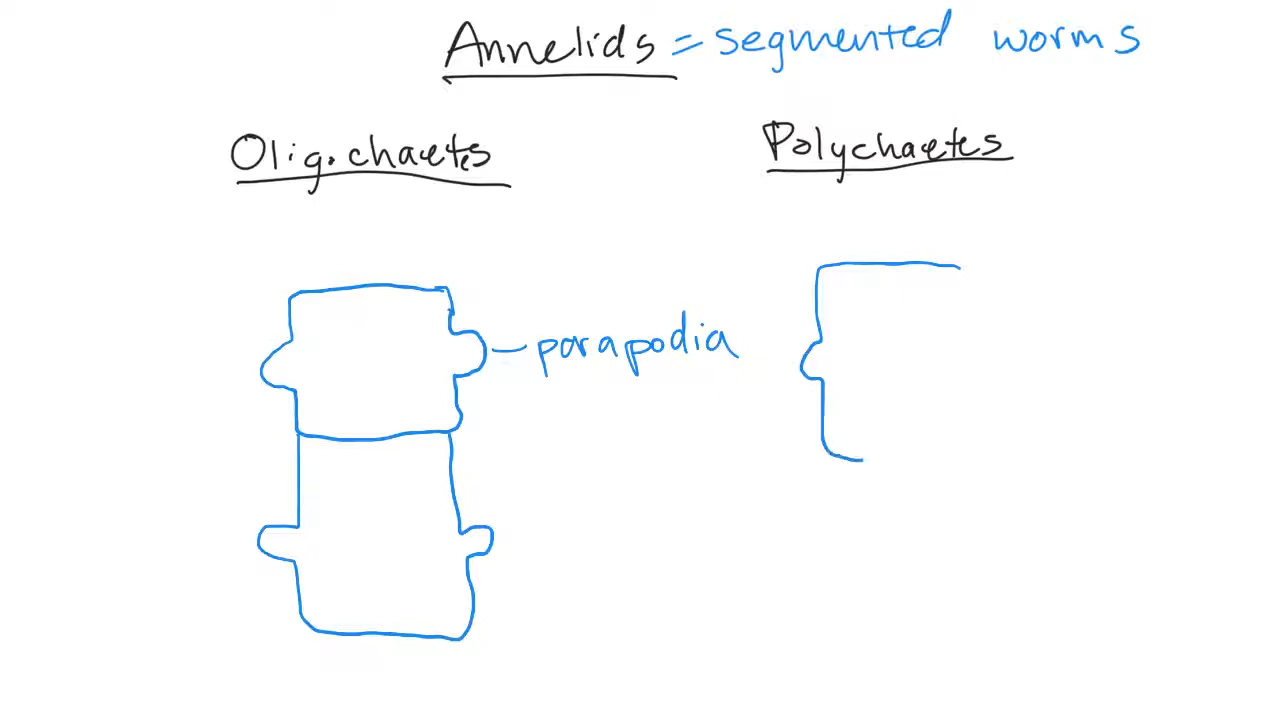 Annelids = segmented worms
Oligochaetes
Polychaetes
parapodia